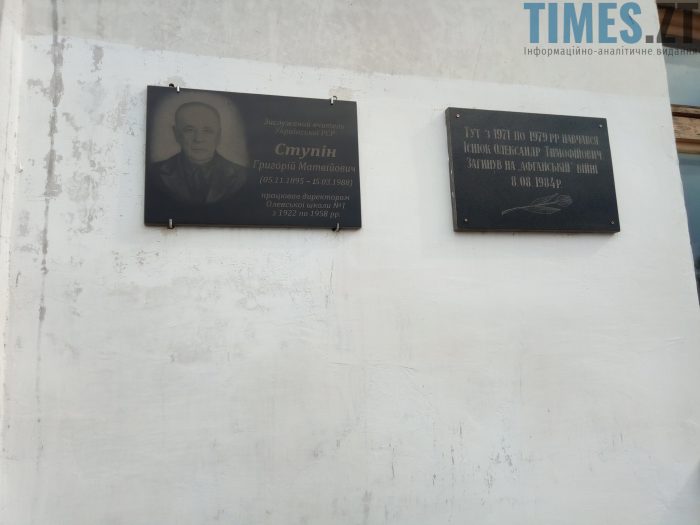 TIMES.ZT
Інформаційно-аналітичне видання
Заслужений вчитель
Української РСР
Ступін
Григорій Матвійович
(05.11.1895 – 15.03.1980)
працював директором
Олевської школи №1
з 1922 по 1958 рр.
Тут з 1971 по 1979 рр навчався
Існюк Олександр Тимофійович
Загинув на "Афганській" війні
8.08.1984р.